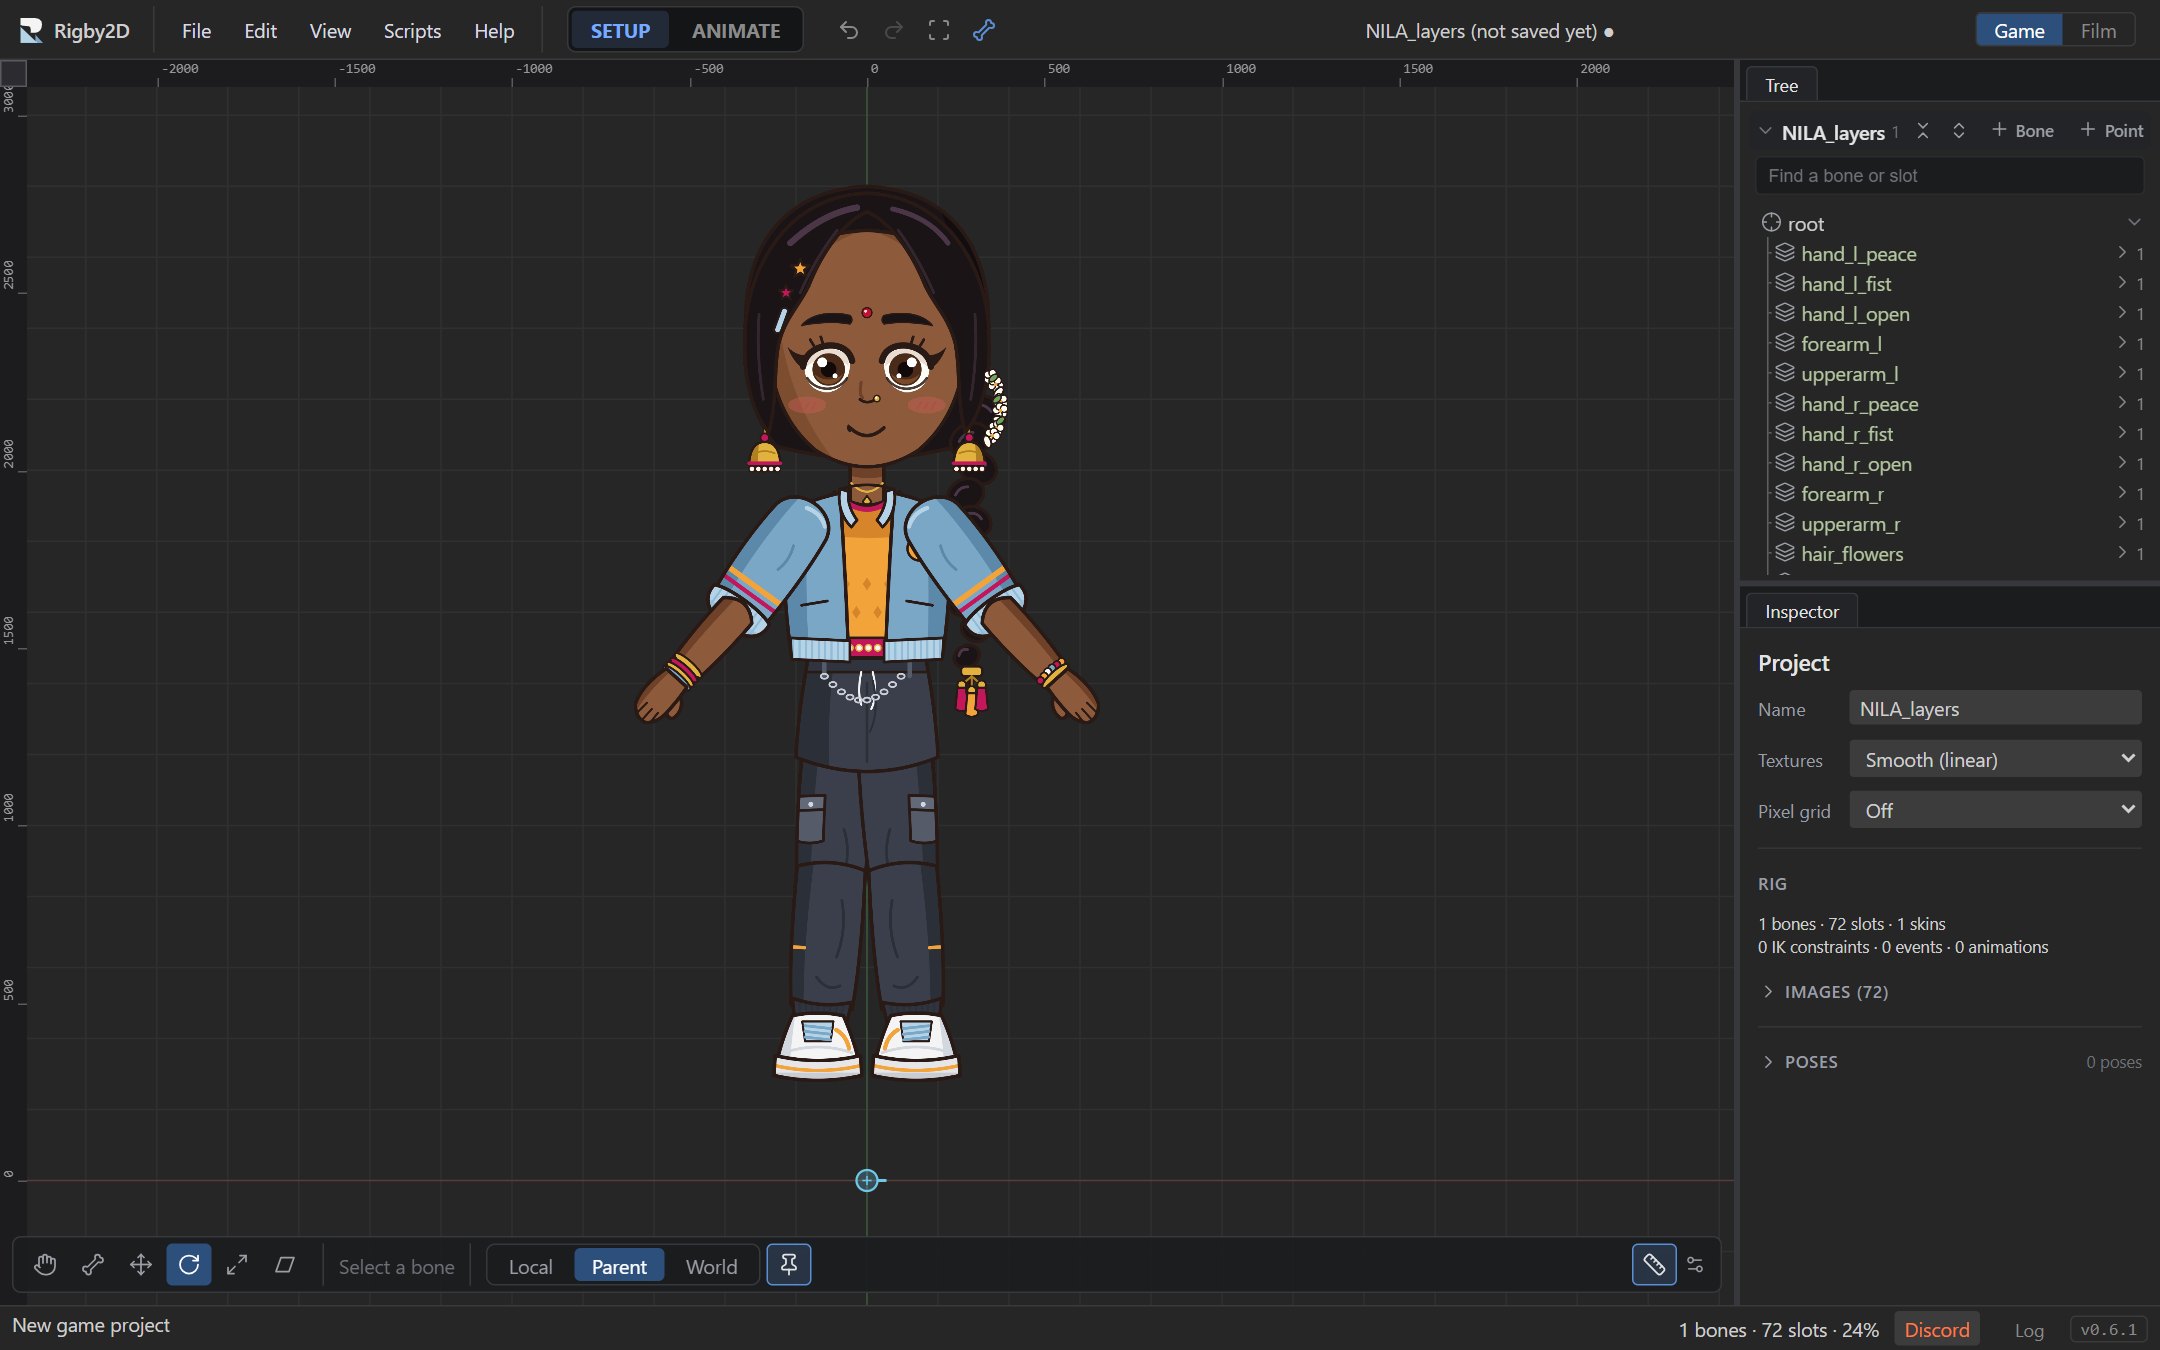 Rigby2D File Edit View Scripts Help SETUP ANIMATE NILA_layers (not saved yet) ● Game Film
-2000 -1500 -1000 -500 0 500 1000 1500 2000
3000
2500
2000
1500
1000
500
0
Tree
NILA_layers 1 + Bone + Point
Find a bone or slot
root
hand_l_peace 1
hand_l_fist 1
hand_l_open 1
forearm_l 1
upperarm_l 1
hand_r_peace 1
hand_r_fist 1
hand_r_open 1
forearm_r 1
upperarm_r 1
hair_flowers 1
Inspector
Project
Name NILA_layers
Textures Smooth (linear)
Pixel grid Off
RIG
1 bones · 72 slots · 1 skins
0 IK constraints · 0 events · 0 animations
IMAGES (72)
POSES 0 poses
Select a bone Local Parent World
New game project 1 bones · 72 slots · 24% Discord Log v0.6.1